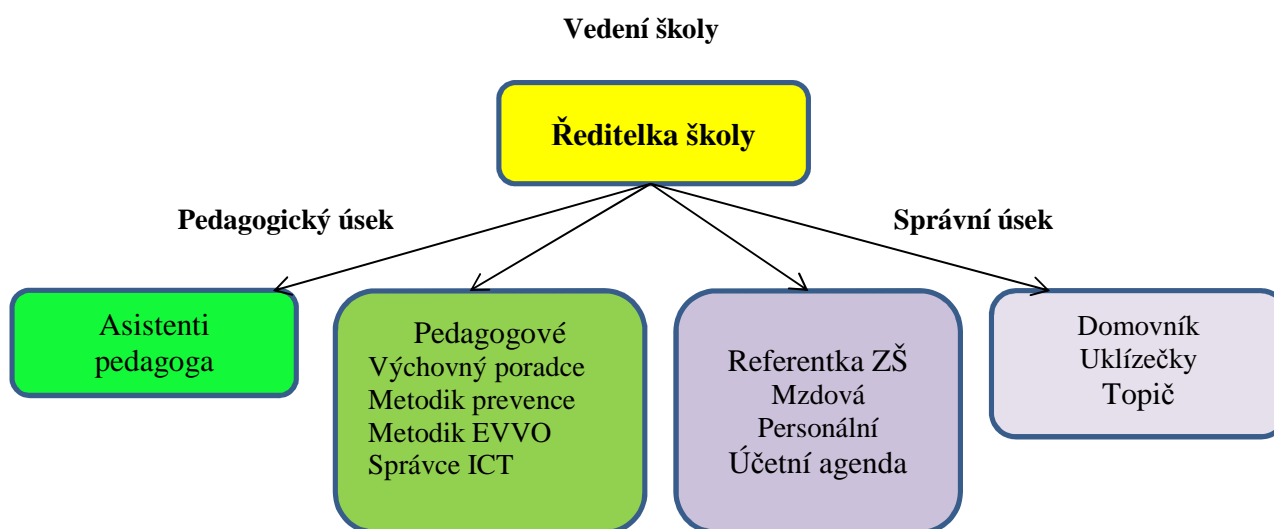 Vedení školy
Ředitelka školy
Pedagogický úsek
Správní úsek
Asistenti
pedagoga
Pedagogové
Výchovný poradce
Metodik prevence
Metodik EVVO
Správce ICT
Referentka ZŠ
Mzdová
Personální
Účetní agenda
Domovník
Uklízečky
Topič